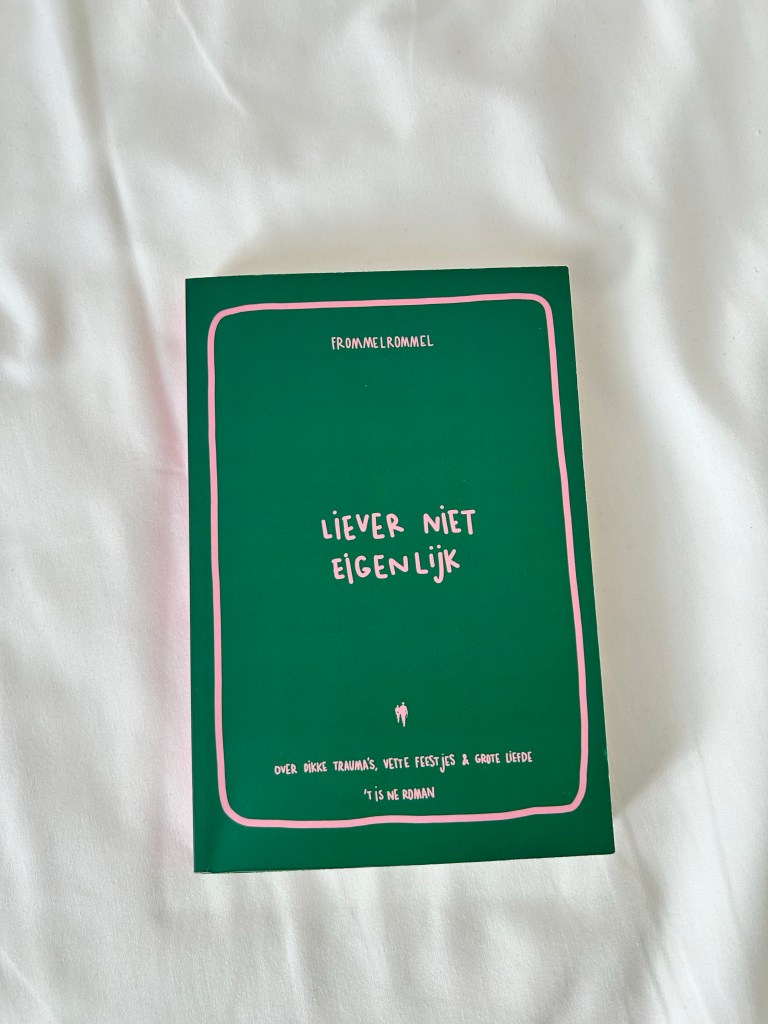 FROMMELROMMEL
LIEVER NIET
EIGENLIJK
OVER DIKKE TRAUMA'S, VETTE FEESTJES & GROTE LIEFDE
'T IS NE ROMAN